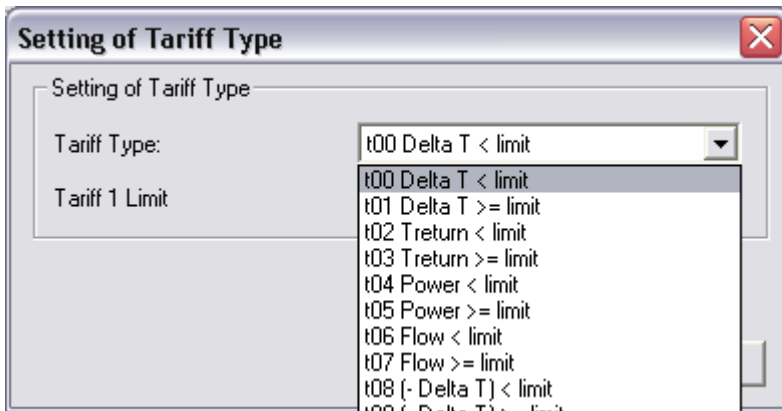 Setting of Tariff Type
Setting of Tariff Type
Tariff Type:
t00 Delta T < limit
Tariff 1 Limit
t00 Delta T < limit
t01 Delta T >= limit
t02 Treturn < limit
t03 Treturn >= limit
t04 Power < limit
t05 Power >= limit
t06 Flow < limit
t07 Flow >= limit
t08 (- Delta T) < limit